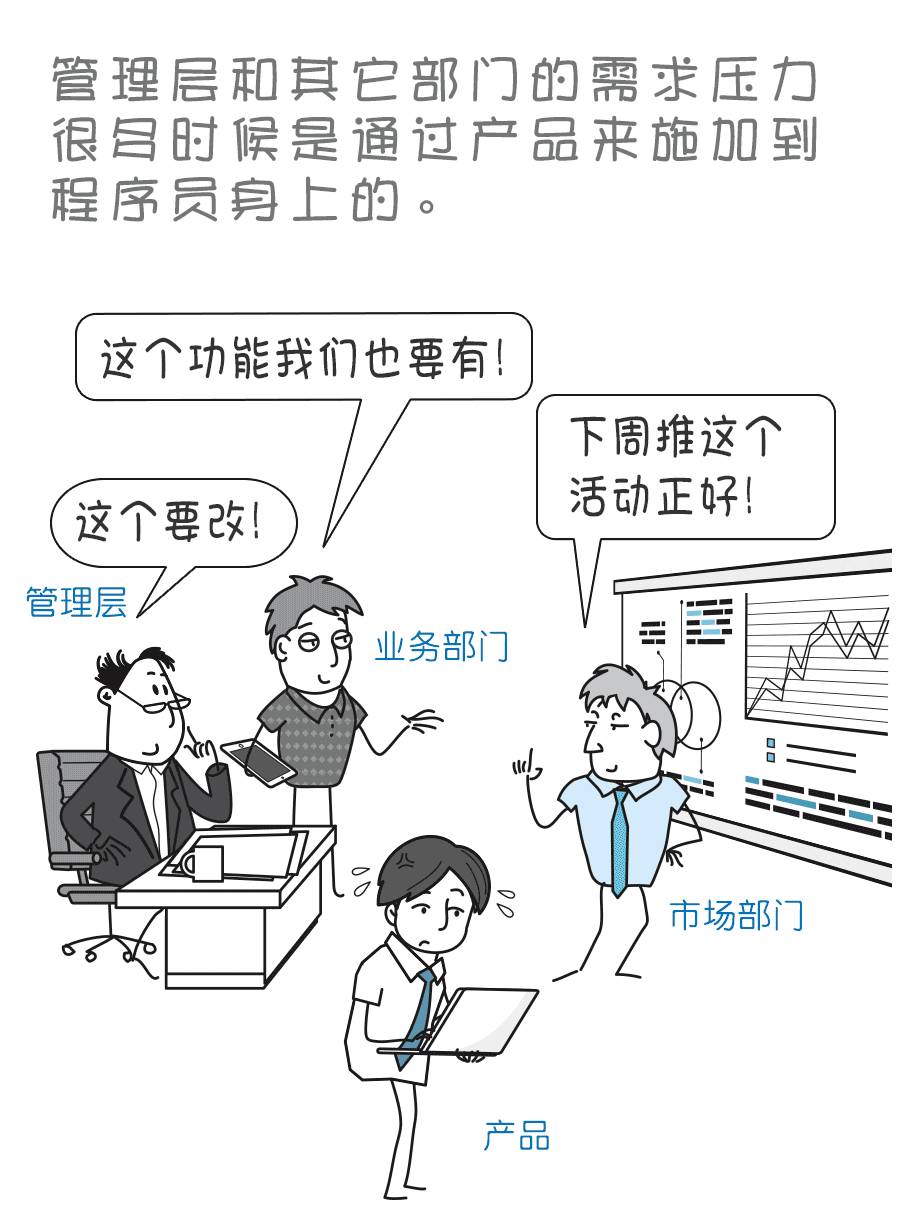 管理层和其它部门的需求压力
很多时候是通过产品来施加到
程序员身上的。
这个功能我们也要有！
下周推这个
活动正好！
这个要改！
管理层
业务部门
市场部门
产品